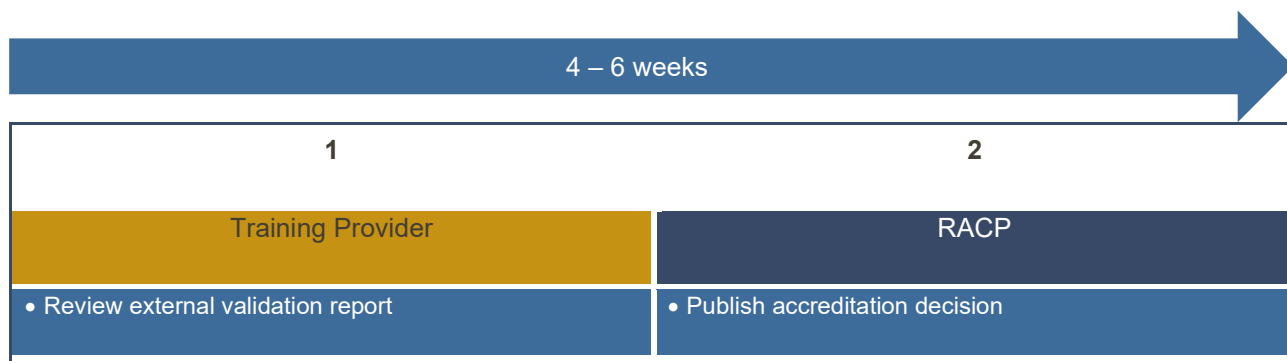 4 – 6 weeks
1
2
Training Provider
RACP
• Review external validation report
• Publish accreditation decision